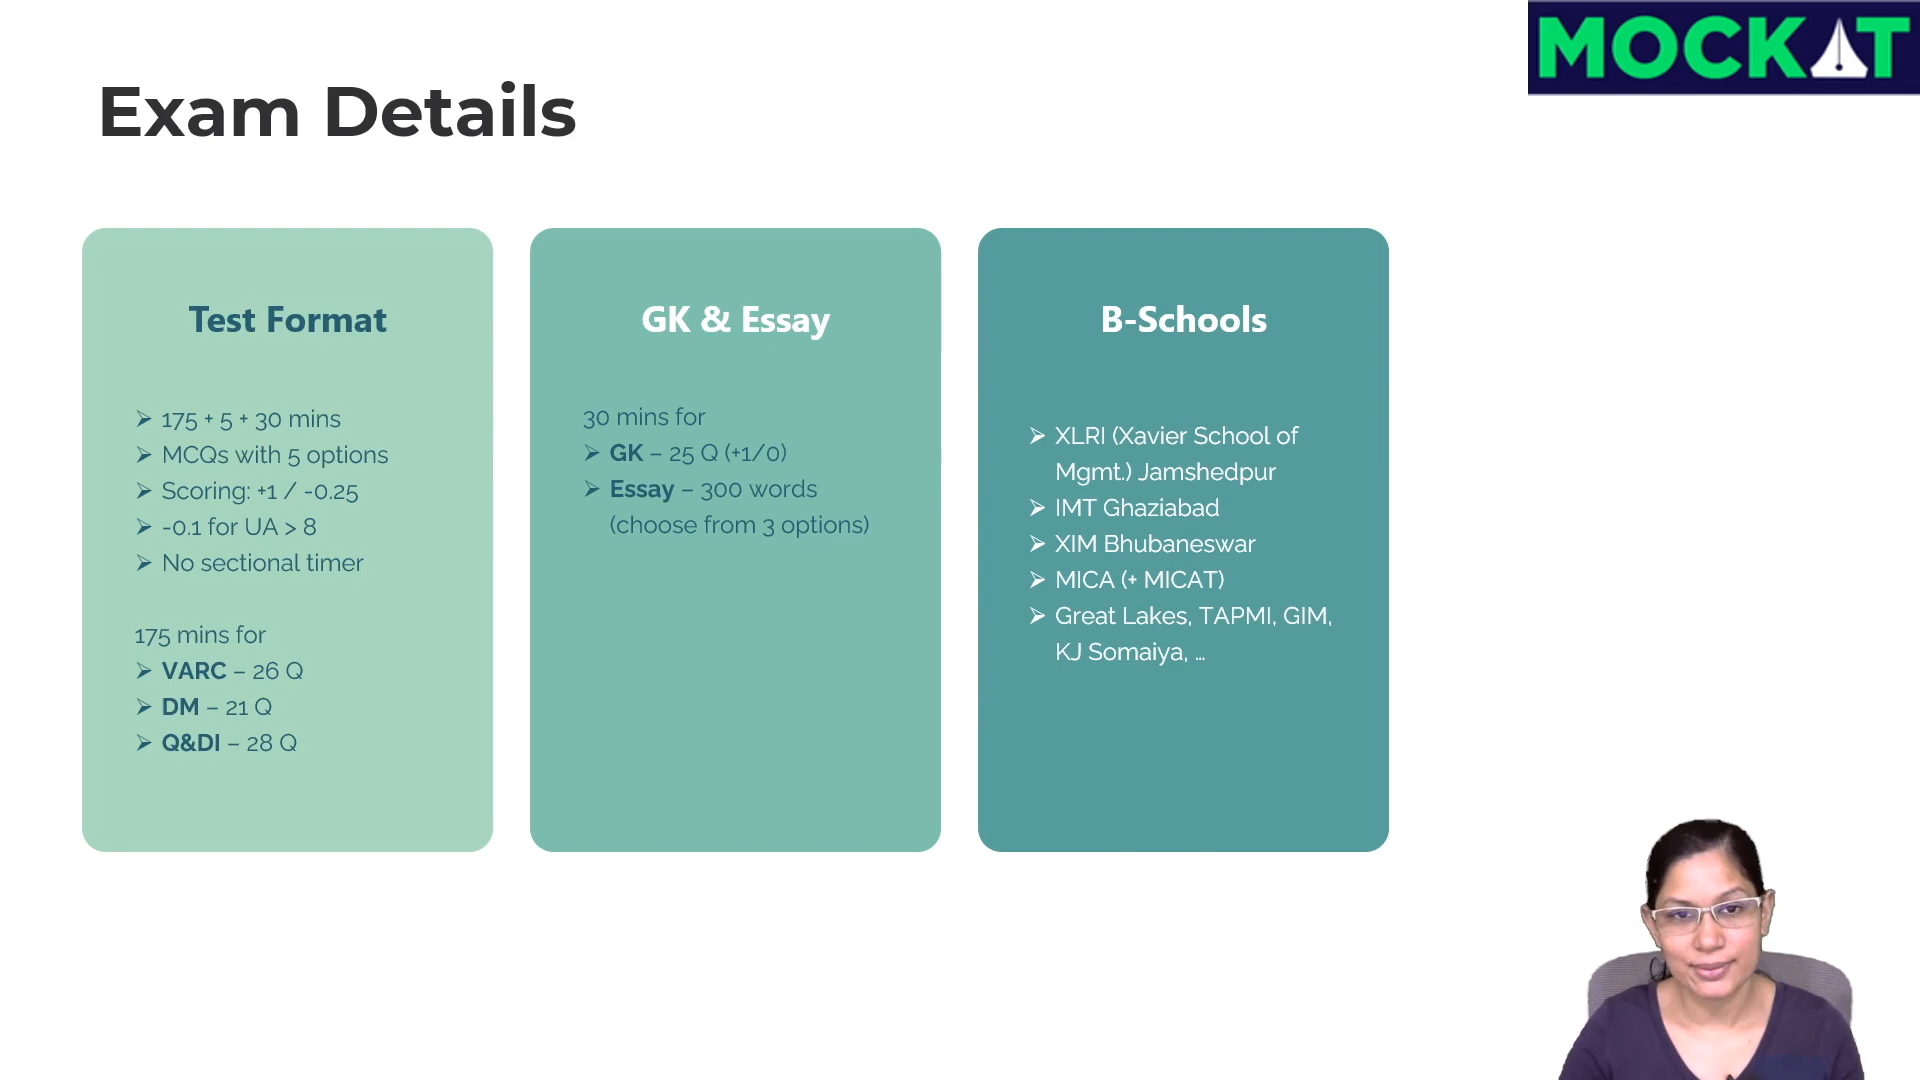 MOCKAT
Exam Details
Test Format
➢ 175 + 5 + 30 mins
➢ MCQs with 5 options
➢ Scoring: +1 / -0.25
➢ -0.1 for UA > 8
➢ No sectional timer
175 mins for
➢ VARC – 26 Q
➢ DM – 21 Q
➢ Q&DI – 28 Q
GK & Essay
30 mins for
➢ GK – 25 Q (+1/0)
➢ Essay – 300 words
(choose from 3 options)
B-Schools
➢ XLRI (Xavier School of
Mgmt.) Jamshedpur
➢ IMT Ghaziabad
➢ XIM Bhubaneswar
➢ MICA (+ MICAT)
➢ Great Lakes, TAPMI, GIM,
KJ Somaiya, ...